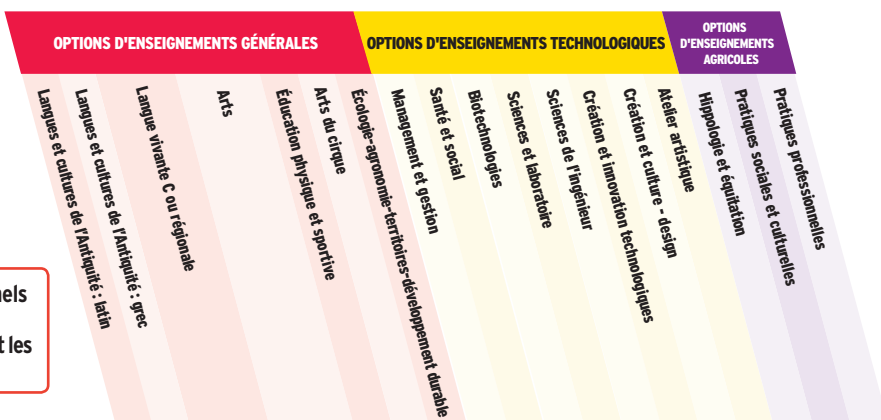 OPTIONS D'ENSEIGNEMENTS GÉNÉRALES
OPTIONS D'ENSEIGNEMENTS TECHNOLOGIQUES
OPTIONS
D'ENSEIGNEMENTS
AGRICOLES
Langues et cultures de l'Antiquité : latin
Langues et cultures de l'Antiquité : grec
Langue vivante C ou régionale
Arts
Éducation physique et sportive
Arts du cirque
Écologie-agronomie-territoires-développement durable
Management et gestion
Santé et social
Biotechnologies
Sciences et laboratoire
Sciences de l'ingénieur
Création et innovation technologiques
Création et culture - design
Atelier artistique
Hippologie et équitation
Pratiques sociales et culturelles
Pratiques professionnelles
les